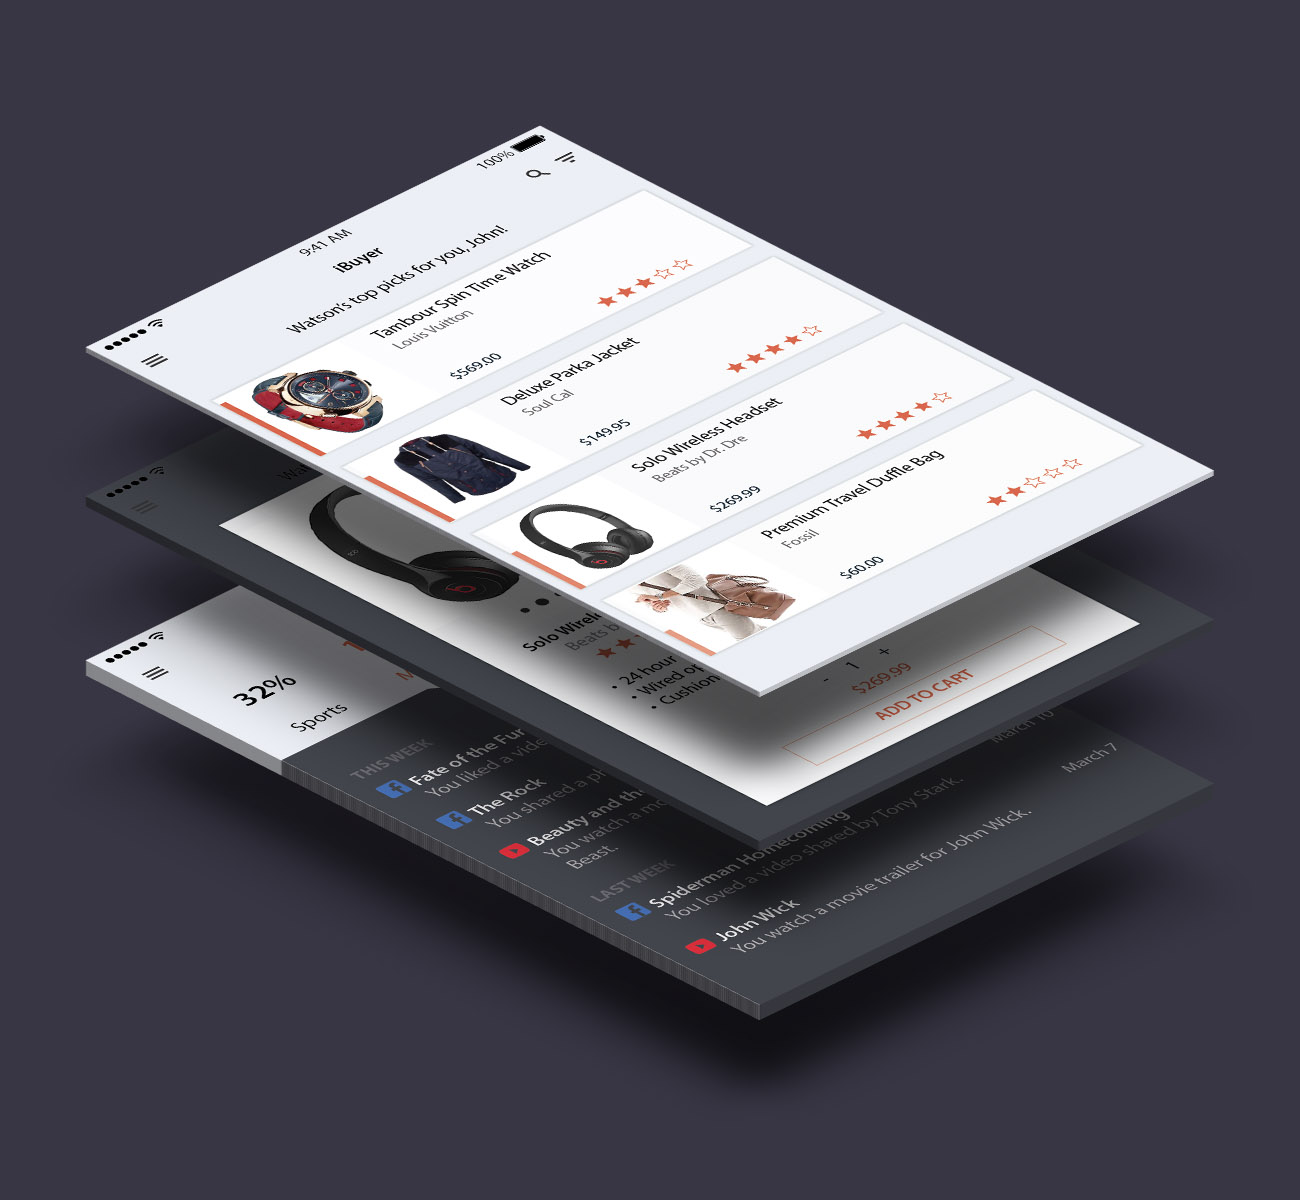 100%
9:41 AM
iBuyer
Watson's top picks for you, John!
Tambour Spin Time Watch
Louis Vuitton
$569.00
Deluxe Parka Jacket
Soul Cal
$149.95
Solo Wireless Headset
Beats by Dr. Dre
$269.99
Premium Travel Duffle Bag
Fossil
$60.00
Solo
Beats
• 24 hour
• Wired
• Cushion
- 1 +
$269.99
ADD TO CART
32%
Sports
THIS WEEK
Fate of the Fur
You liked a
The Rock
You shared a
Beauty and the
You watch a
Beast.
March 10
LAST WEEK
Spiderman Homecoming
You loved a video shared by Tony Stark.
March 7
John Wick
You watch a movie trailer for John Wick.